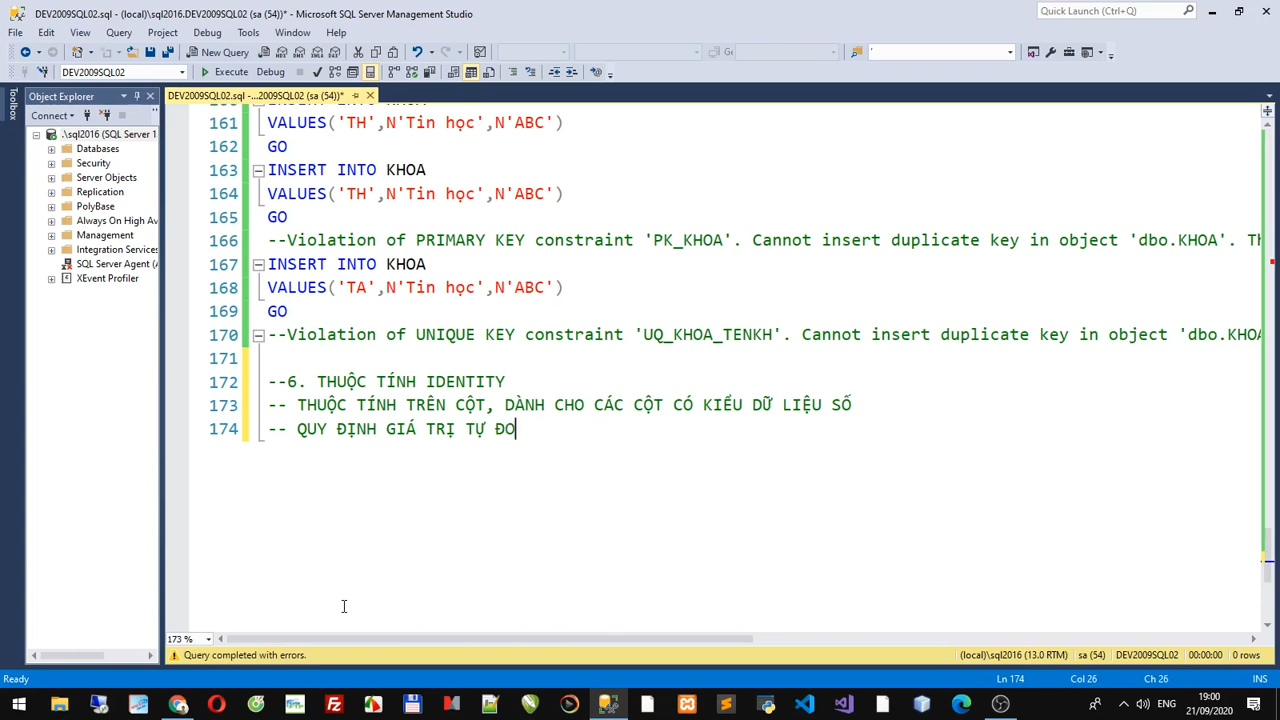 DEV2009SQL02.sql - (local)\sql2016.DEV2009SQL02 (sa (54))* - Microsoft SQL Server Management Studio
Quick Launch (Ctrl+Q)
File Edit View Query Project Debug Tools Window Help
New Query
DEV2009SQL02
Execute Debug
Toolbox
Object Explorer
DEV2009SQL02.sql -...2009SQL02 (sa (54))*
Connect
.\sql2016 (SQL Server 1
Databases
Security
Server Objects
Replication
PolyBase
Always On High Av
Management
Integration Services
SQL Server Agent (A
XEvent Profiler
161 VALUES('TH',N'Tin học',N'ABC')
162 GO
163 INSERT INTO KHOA
164 VALUES('TH',N'Tin học',N'ABC')
165 GO
166 --Violation of PRIMARY KEY constraint 'PK_KHOA'. Cannot insert duplicate key in object 'dbo.KHOA'. Th
167 INSERT INTO KHOA
168 VALUES('TA',N'Tin học',N'ABC')
169 GO
170 --Violation of UNIQUE KEY constraint 'UQ_KHOA_TENKH'. Cannot insert duplicate key in object 'dbo.KHOA
171
172 --6. THUỘC TÍNH IDENTITY
173 -- THUỘC TÍNH TRÊN CỘT, DÀNH CHO CÁC CỘT CÓ KIỂU DỮ LIỆU SỐ
174 -- QUY ĐỊNH GIÁ TRỊ TỰ ĐO
173 %
Query completed with errors.
(local)\sql2016 (13.0 RTM) sa (54) DEV2009SQL02 00:00:00 0 rows
Ready
Ln 174 Col 26 Ch 26 INS
ENG
19:00
21/09/2020